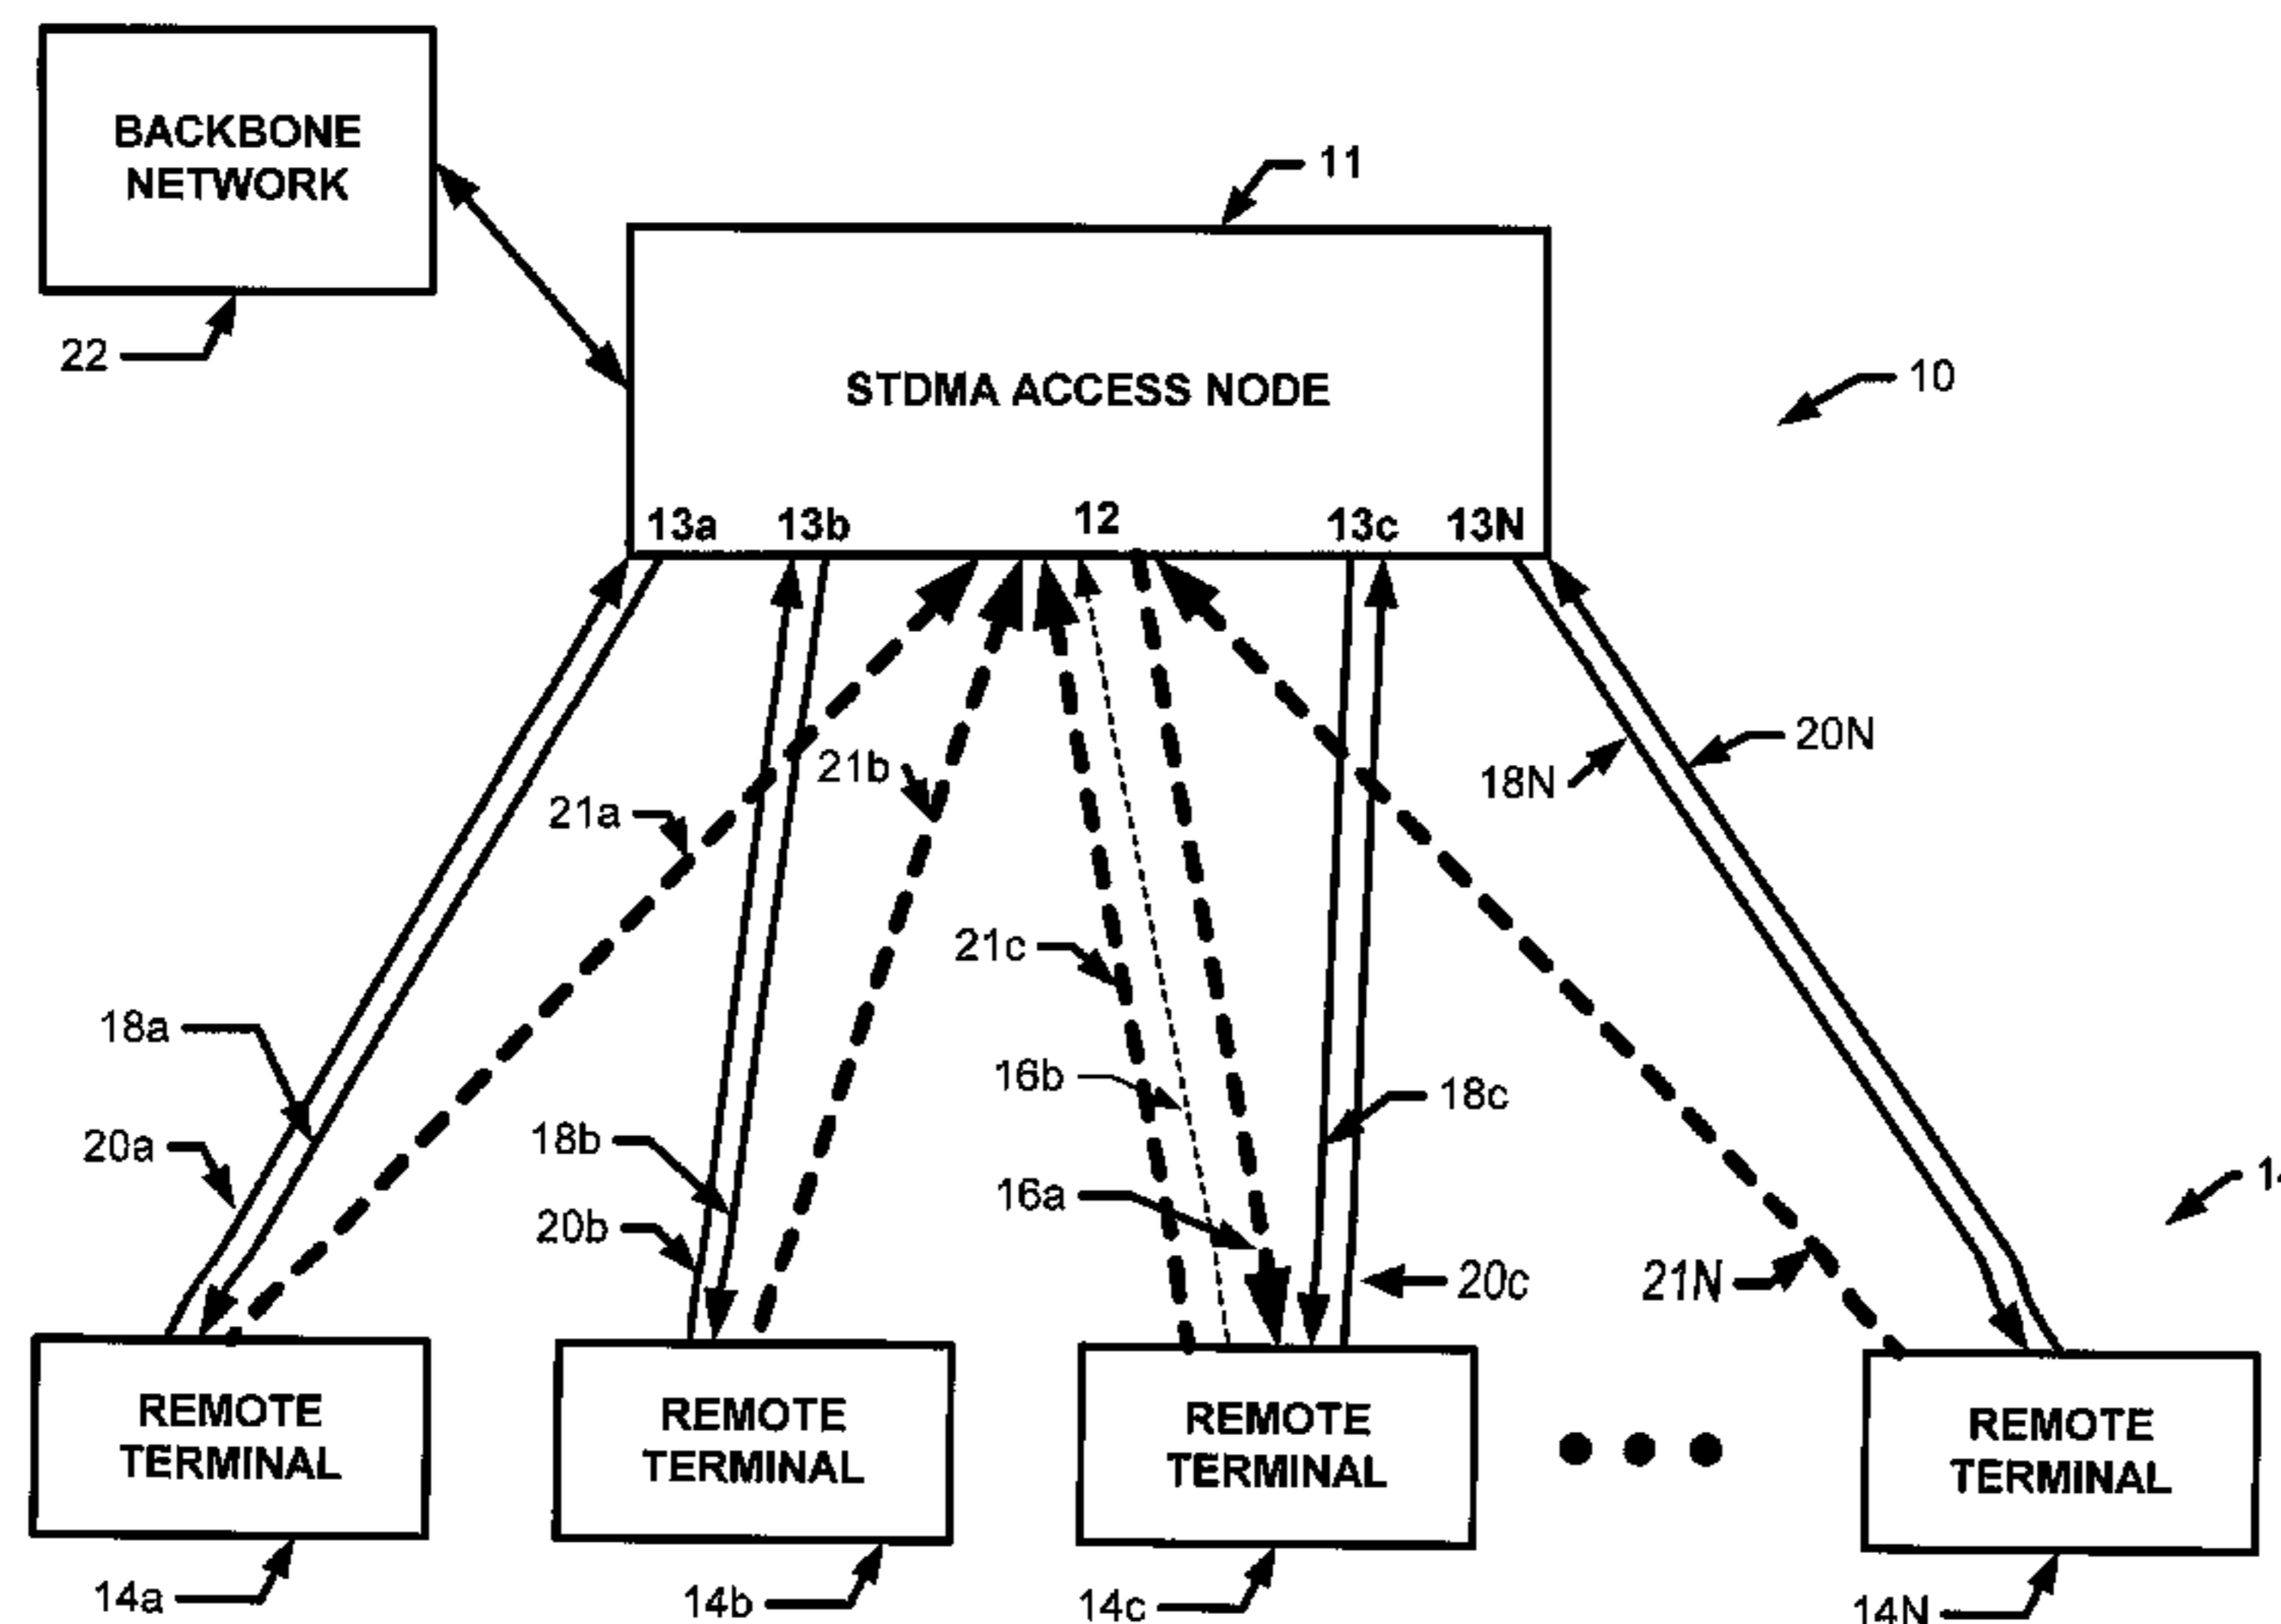 BACKBONE
NETWORK
22
11
STDMA ACCESS NODE
10
13a 13b 12 13c 13N
20N
18N
21b
21a
21c
18a
16b
18c
20a
18b
16a
20b
20c
21N
REMOTE
TERMINAL
REMOTE
TERMINAL
REMOTE
TERMINAL
REMOTE
TERMINAL
14a
14b
14c
14N